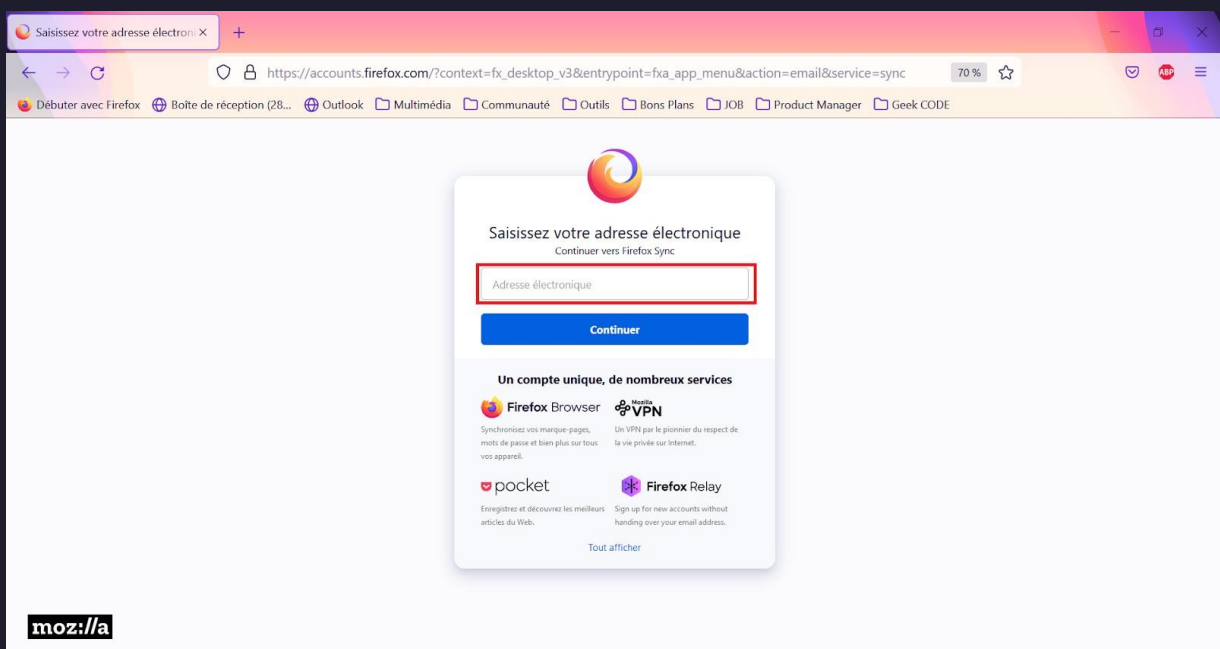 Saisissez votre adresse électroni
https://accounts.firefox.com/?context=fx_desktop_v3&entrypoint=fxa_app_menu&action=email&service=sync 70 %
ABP
Débuter avec Firefox Boîte de réception (28... Outlook Multimédia Communauté Outils Bons Plans JOB Product Manager Geek CODE
Saisissez votre adresse électronique
Continuer vers Firefox Sync
Adresse électronique
Continuer
Un compte unique, de nombreux services
Firefox Browser
Synchronisez vos marque-pages,
mots de passe et bien plus sur tous
vos appareil.
Mozilla
VPN
Un VPN par le pionnier du respect de
la vie privée sur Internet.
pocket
Enregistrez et découvrez les meilleurs
articles du Web.
Firefox Relay
Sign up for new accounts without
handing over your email address.
Tout afficher
moz://a